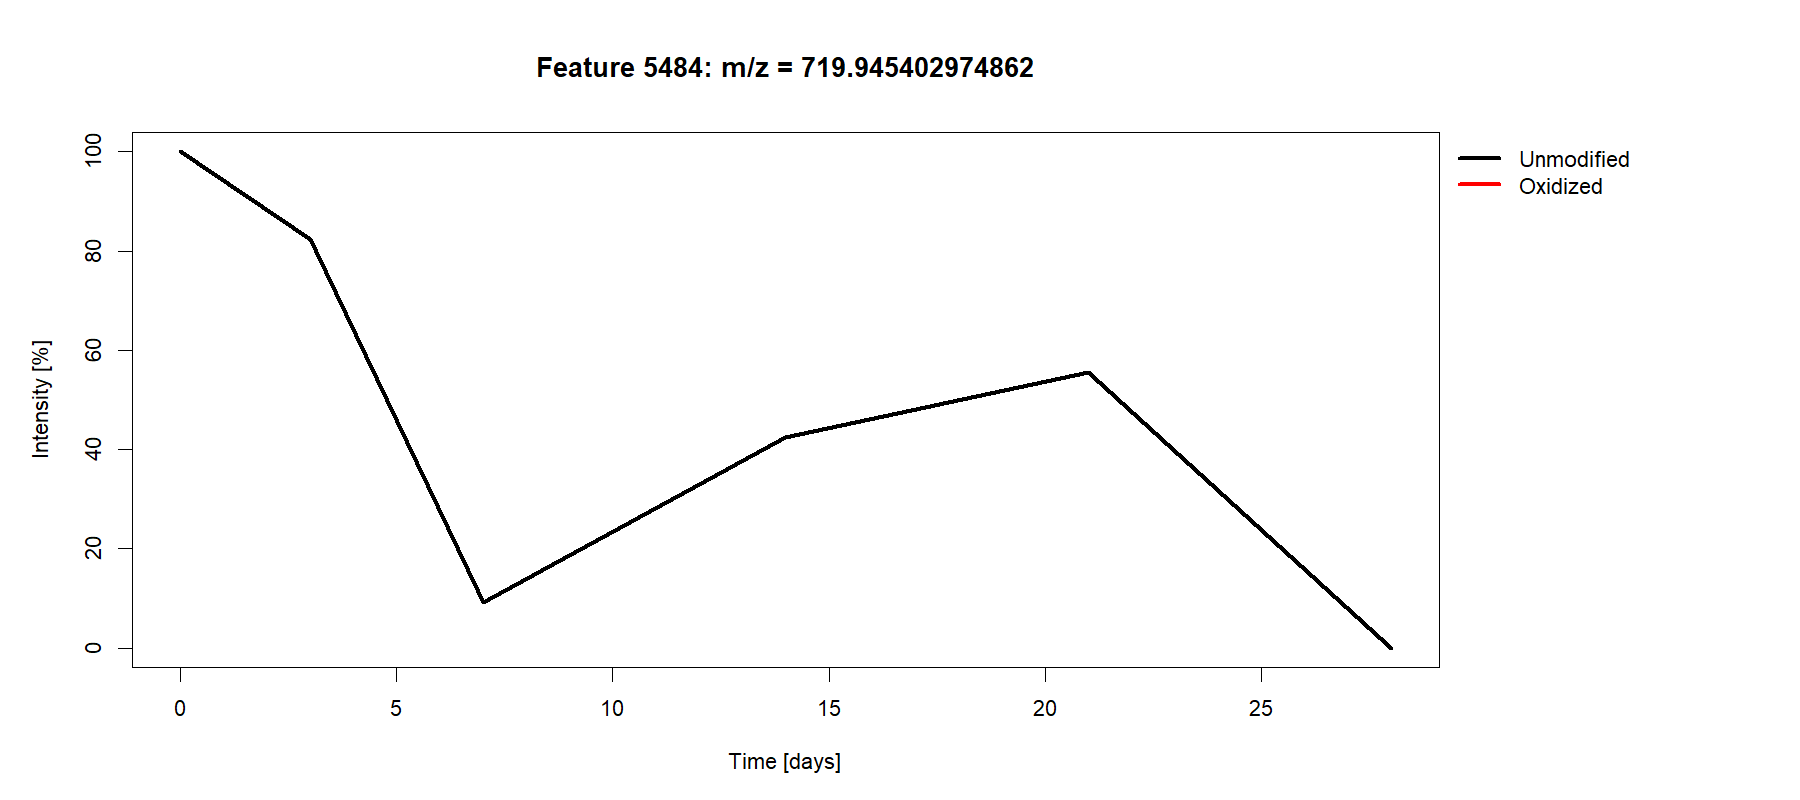 Feature 5484: m/z = 719.945402974862
Unmodified
Oxidized
Intensity [%]
100
80
60
40
20
0
0 5 10 15 20 25
Time [days]